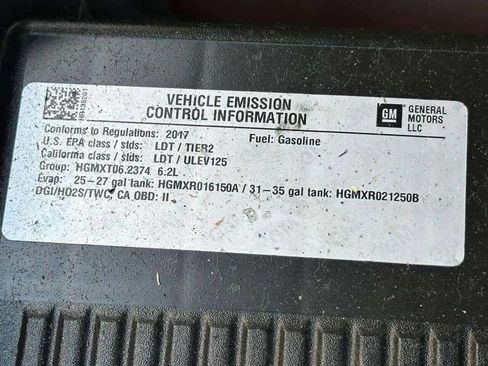 VEHICLE EMISSION
CONTROL INFORMATION
GM
GENERAL
MOTORS
LLC
Conforms to Regulations: 2017 Fuel: Gasoline
U.S. EPA class / stds: LDT / TIER2
California class / stds: LDT / ULEV125
Group: HGMXT06.2374 6.2L
Evap: 25-27 gal tank: HGMXR016150A / 31-35 gal tank: HGMXR021250B
DGI/HO2S/TWC, CA OBD: II